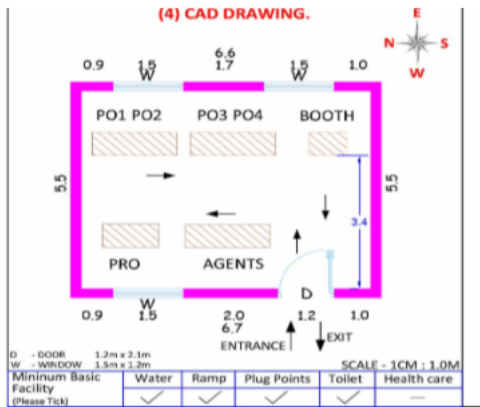 (4) CAD DRAWING.
E
N S
W
6.6
0.9 1.5 1.7 1.5 1.0
W W
PO1 PO2 PO3 PO4 BOOTH
5.5 5.5
3.4
PRO AGENTS
D
W
0.9 1.5 2.0 1.2 1.0
6.7
ENTRANCE EXIT
D - DOOR 1.2m x 2.1m
W - WINDOW 1.5m x 1.2m
SCALE - 1CM : 1.0M
Mininum Basic Facility (Please Tick) Water Ramp Plug Points Toilet Health care